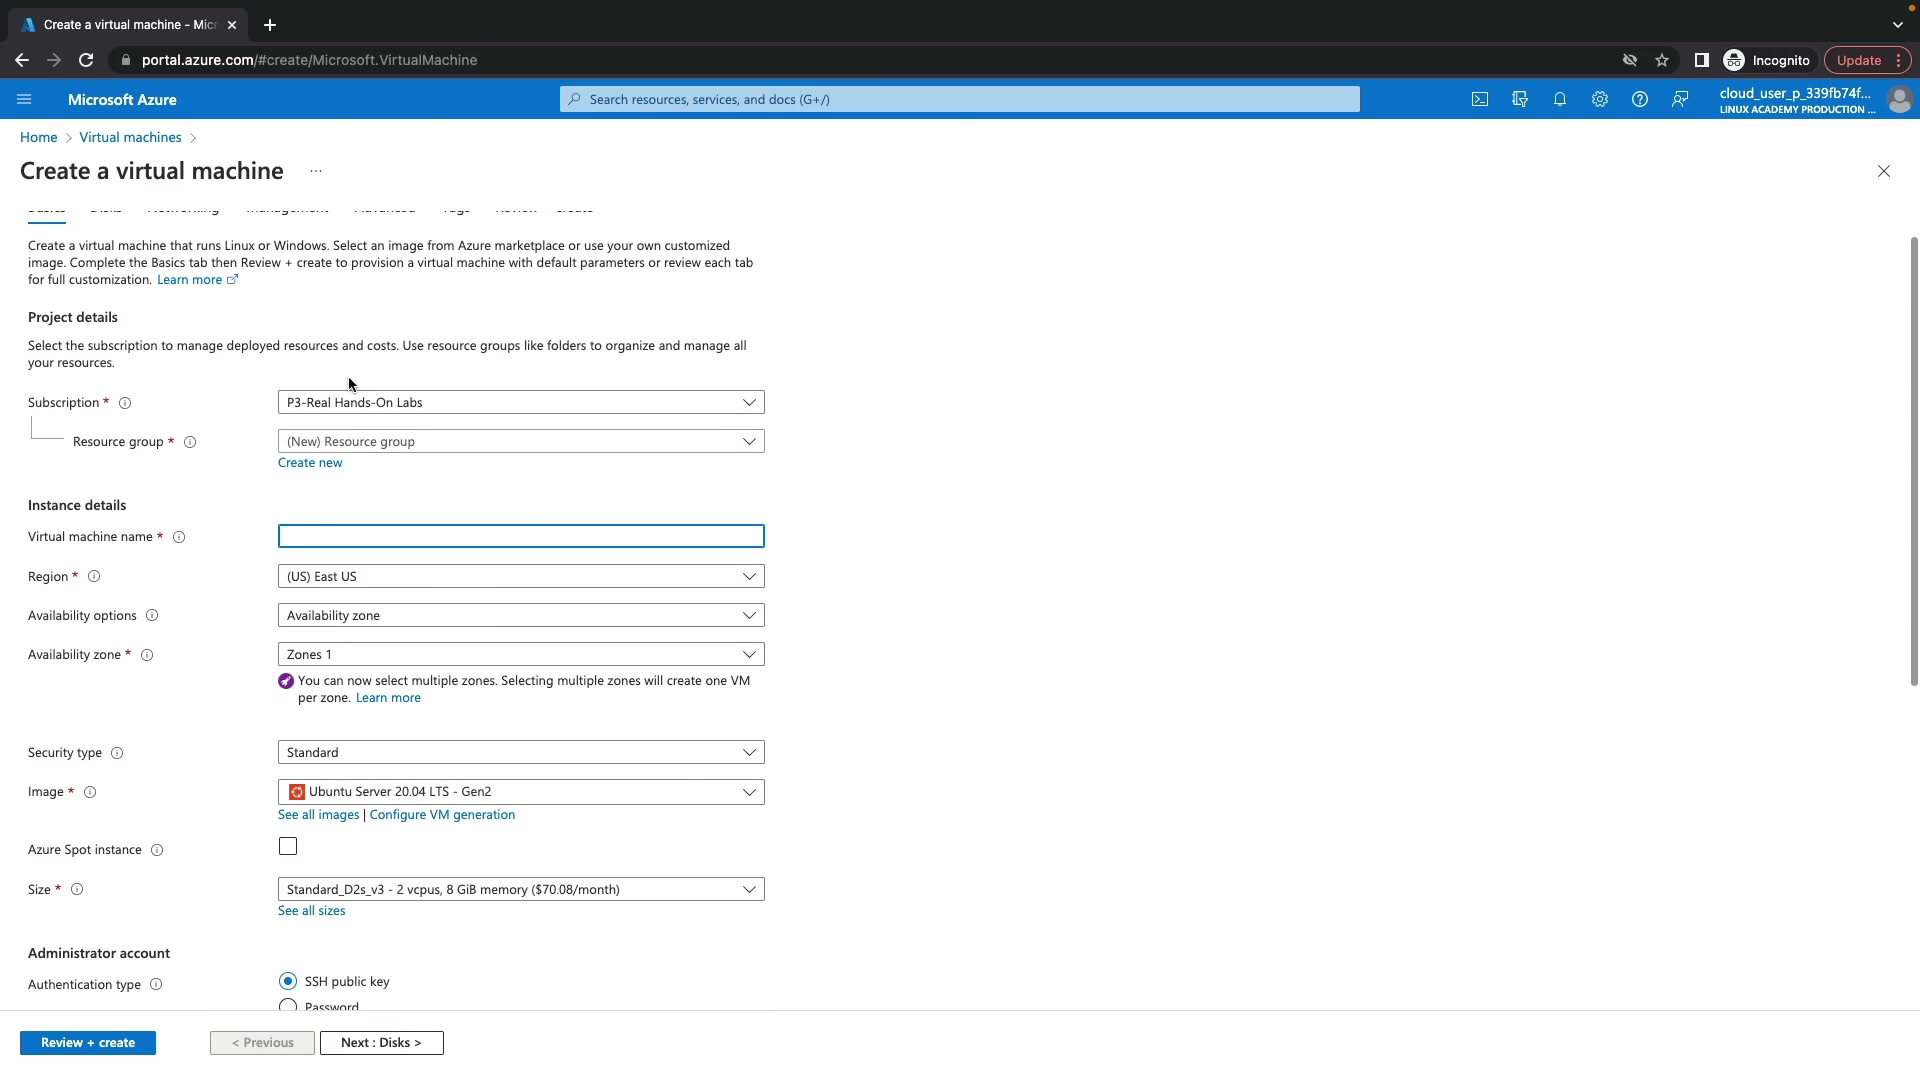 Create a virtual machine - Mic
portal.azure.com/#create/Microsoft.VirtualMachine
Incognito
Update
Microsoft Azure
Search resources, services, and docs (G+/)
cloud_user_p_339fb74f...
LINUX ACADEMY PRODUCTION ...
Home > Virtual machines >
Create a virtual machine ...
Basics Disks Networking Management Advanced Tags Review + create
Create a virtual machine that runs Linux or Windows. Select an image from Azure marketplace or use your own customized
image. Complete the Basics tab then Review + create to provision a virtual machine with default parameters or review each tab
for full customization. Learn more
Project details
Select the subscription to manage deployed resources and costs. Use resource groups like folders to organize and manage all
your resources.
Subscription * P3-Real Hands-On Labs
Resource group * (New) Resource group
Create new
Instance details
Virtual machine name *
Region * (US) East US
Availability options Availability zone
Availability zone * Zones 1
You can now select multiple zones. Selecting multiple zones will create one VM
per zone. Learn more
Security type Standard
Image * Ubuntu Server 20.04 LTS - Gen2
See all images | Configure VM generation
Azure Spot instance
Size * Standard_D2s_v3 - 2 vcpus, 8 GiB memory ($70.08/month)
See all sizes
Administrator account
Authentication type SSH public key
Password
Review + create < Previous Next : Disks >